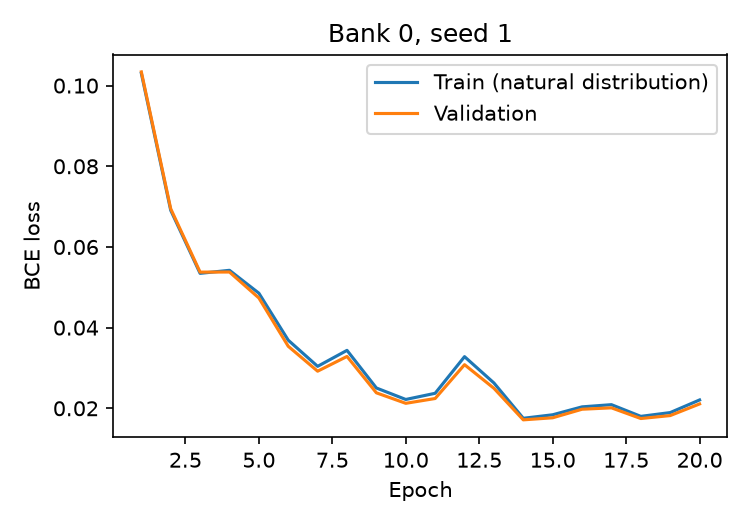 Bank 0, seed 1
Train (natural distribution)
Validation
BCE loss
0.10
0.08
0.06
0.04
0.02
2.5 5.0 7.5 10.0 12.5 15.0 17.5 20.0
Epoch